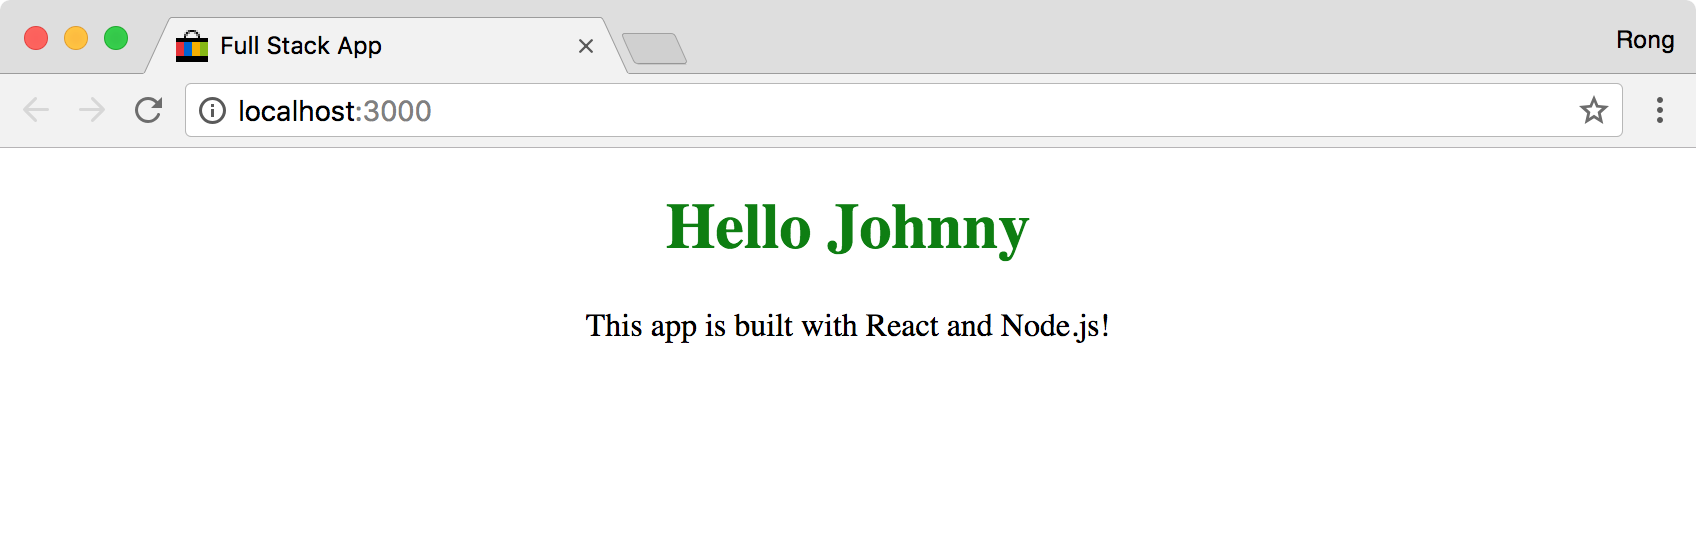 Full Stack App
Rong
localhost:3000
Hello Johnny
This app is built with React and Node.js!